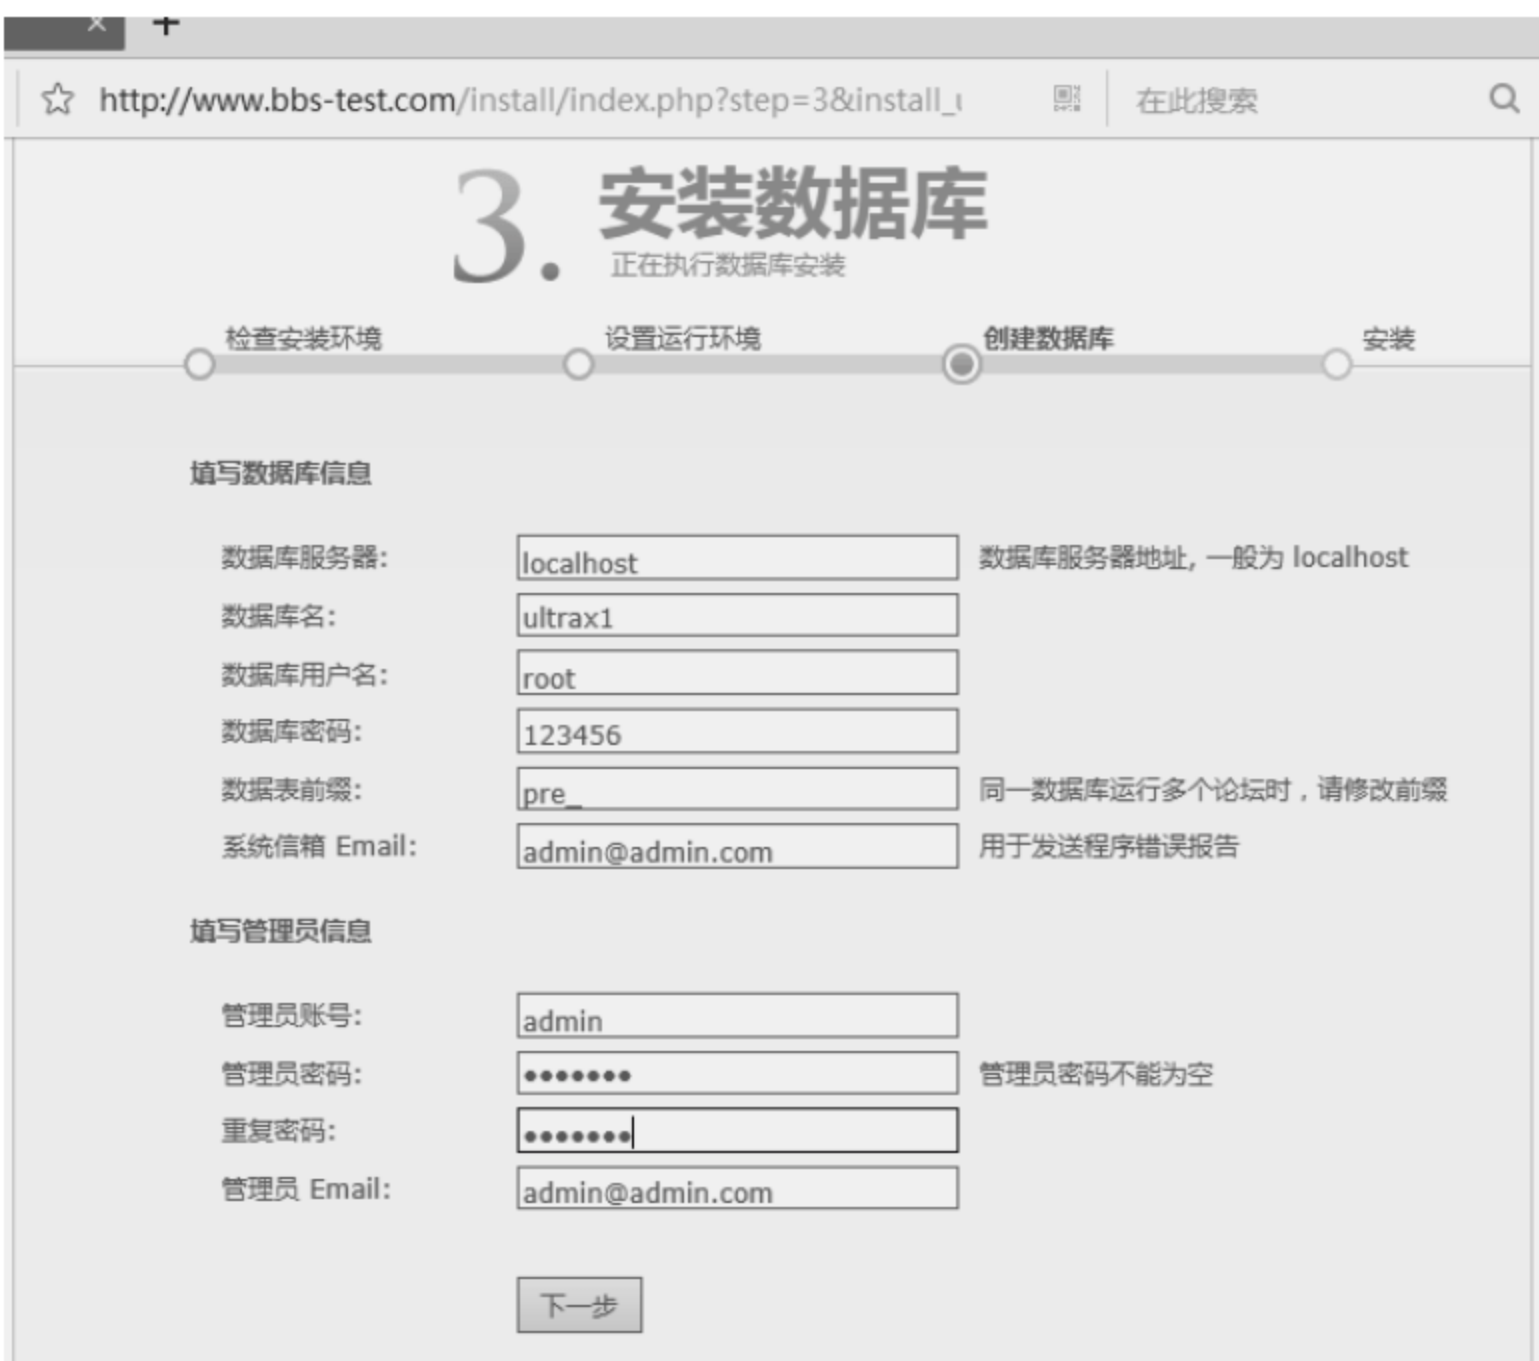 http://www.bbs-test.com/install/index.php?step=3&install_u 在此搜索
3. 安装数据库
正在执行数据库安装
检查安装环境 设置运行环境 创建数据库 安装
填写数据库信息
数据库服务器: localhost 数据库服务器地址, 一般为 localhost
数据库名: ultrax1
数据库用户名: root
数据库密码: 123456
数据表前缀: pre_ 同一数据库运行多个论坛时，请修改前缀
系统信箱 Email: admin@admin.com 用于发送程序错误报告
填写管理员信息
管理员账号: admin
管理员密码: ●●●●●●● 管理员密码不能为空
重复密码: ●●●●●●●
管理员 Email: admin@admin.com
下一步